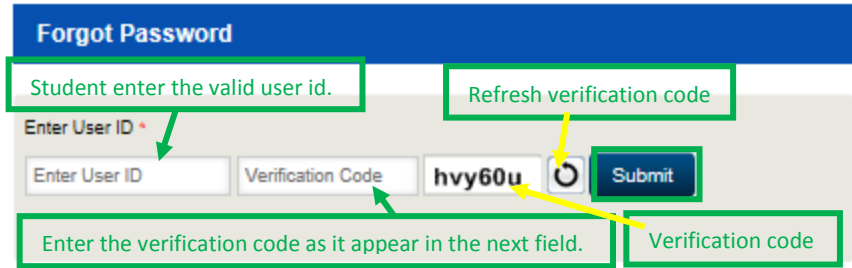 Forgot Password
Student enter the valid user id.
Refresh verification code
Enter User ID *
Enter User ID
Verification Code
hvy60u
Submit
Enter the verification code as it appear in the next field.
Verification code